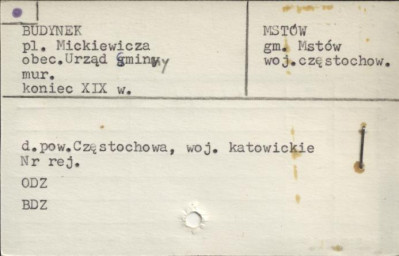 BUDYNEK
pl. Mickiewicza
obec.Urząd gminny
mur.
koniec XIX w.
MSTÓW
gm. Mstów
woj.częstochow.
d.pow.Częstochowa, woj. katowickie
Nr rej.
ODZ
BDZ